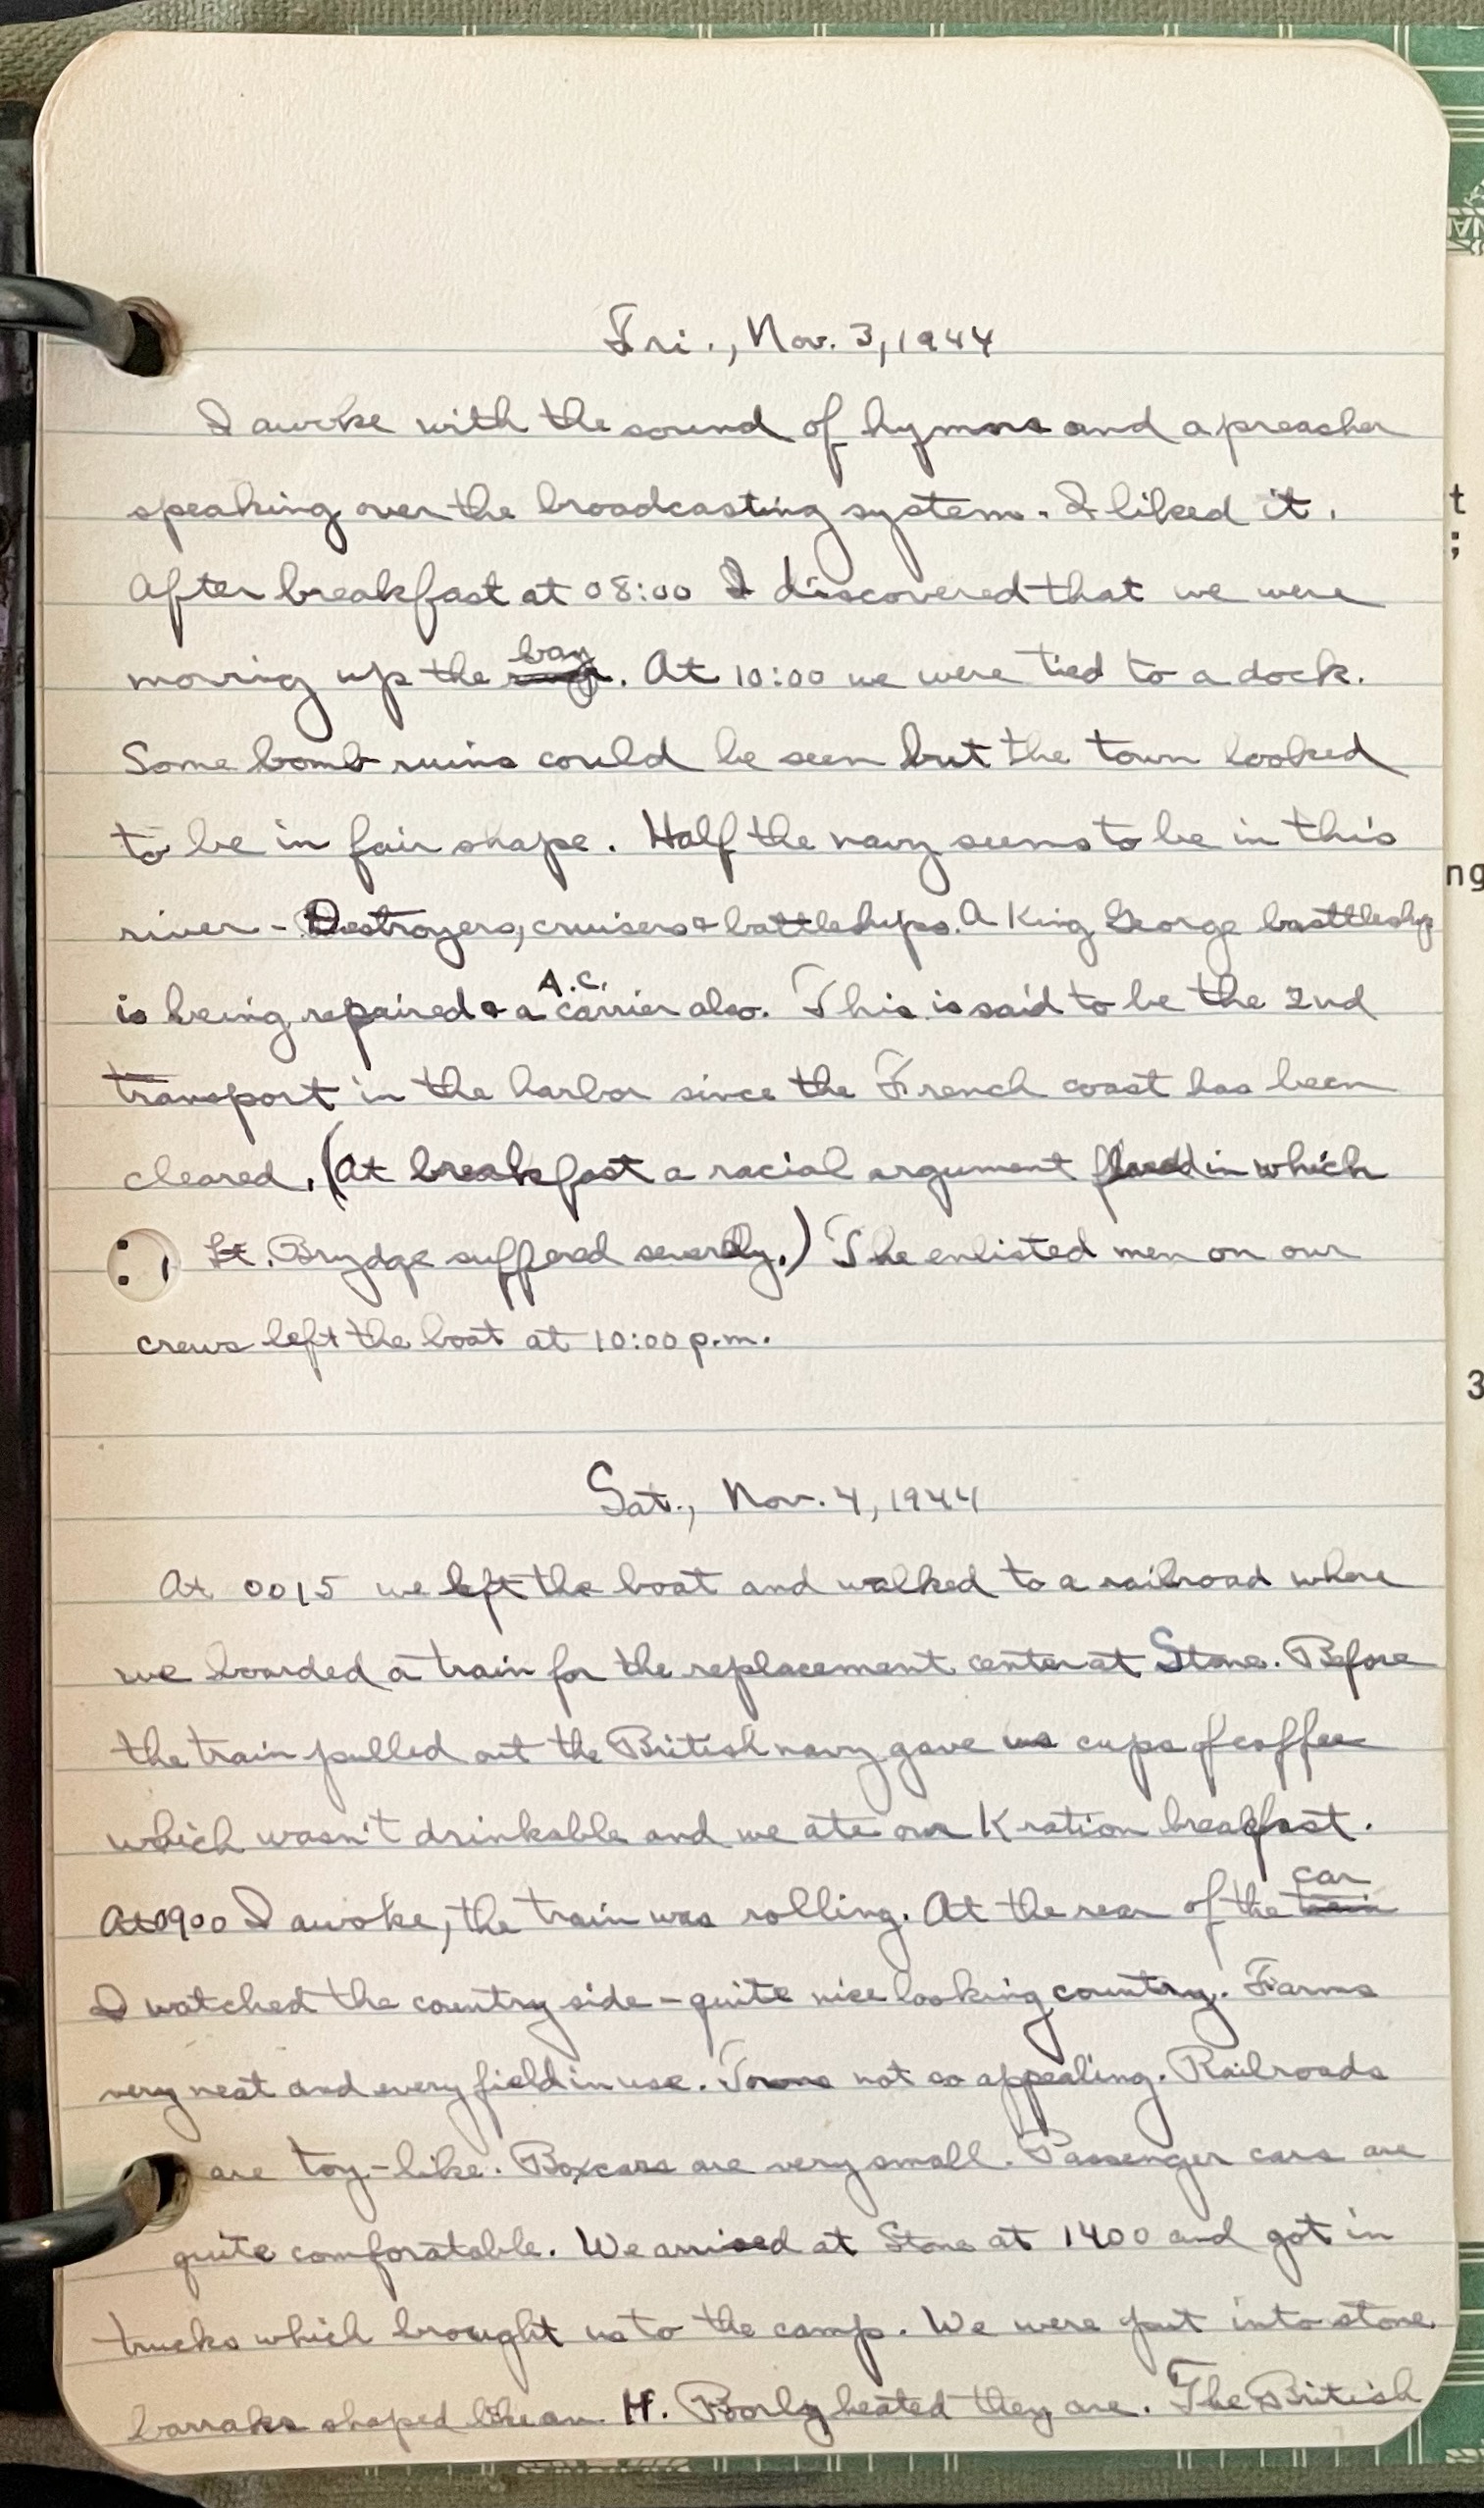 Fri., Nov. 3, 1944
I awoke with the sound of hymns and a preacher
speaking over the broadcasting system. I liked it.
After breakfast at 08:00 I discovered that we were
moving up the bay. At 10:00 we were tied to a dock.
Some bomb ruins could be seen but the town looked
to be in fair shape. Half the navy seems to be in this
river - Destroyers, cruisers & battleships. A King George basttleship
is being repaired & a A.C. carrier also. This is said to be the 2nd
transport in the harbor since the French coast has been
cleared. (At breakfast a racial argument in which
Lt. Brydge suffered severely.) The enlisted men on our
crews left the boat at 10:00 p.m.
Sat., Nov. 4, 1944
At 0015 we left the boat and walked to a railroad where
we boarded a train for the replacement center at Stone. Before
the train pulled out the British navy gave us cups of coffee
which wasn't drinkable and we ate our K ration breakfast.
At 0900 I awoke, the train was rolling. At the rear of the train car
I watched the country side - quite nice looking country. Farms
very neat and every field in use. Towns not so appealing. Railroads
are toy-like. Boxcars are very small. Passenger cars are
quite comforatable. We arrived at Stone at 1400 and got in
trucks which brought us to the camp. We were put into stone
barraks shaped like an H. Poorly heated they are. The British
t
;
ng
3